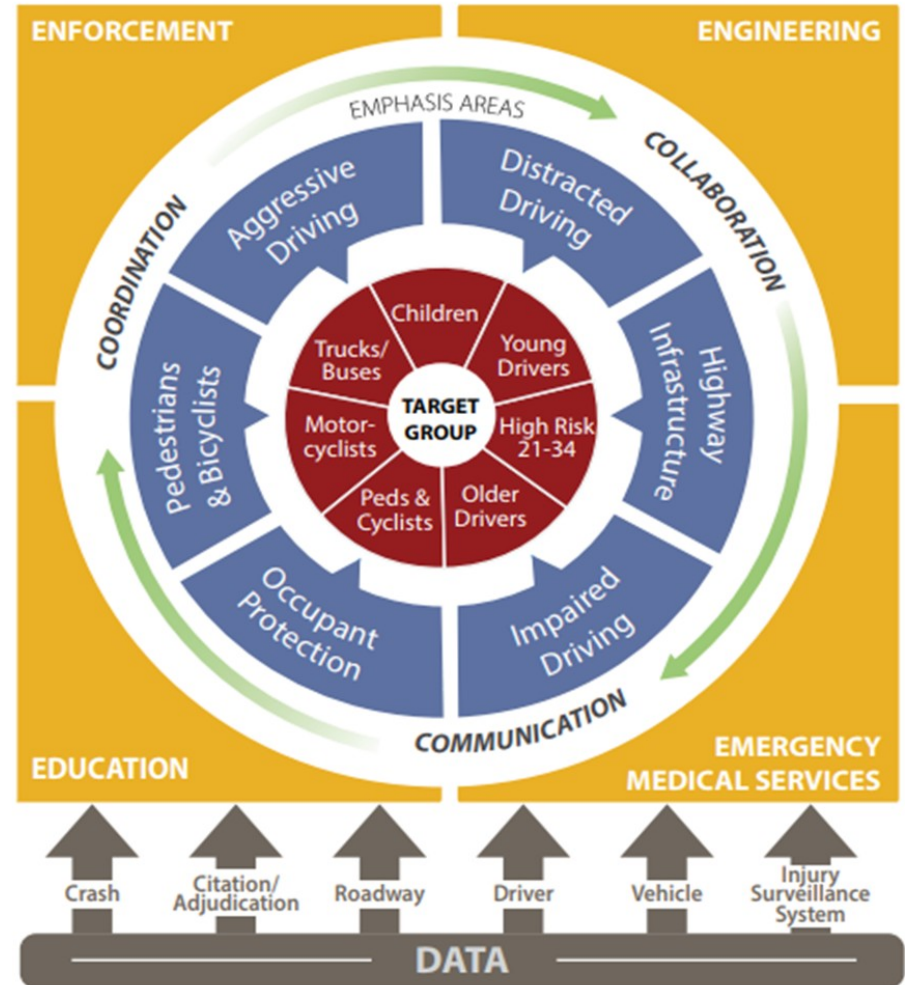 ENFORCEMENT
ENGINEERING
EMPHASIS AREAS
COORDINATION
COLLABORATION
COMMUNICATION
Aggressive
Driving
Distracted
Driving
Highway
Infrastructure
Impaired
Driving
Occupant
Protection
Pedestrians
& Bicyclists
Children
Young
Drivers
High Risk
21-34
Older
Drivers
Peds &
Cyclists
Motor-
cyclists
Trucks/
Buses
TARGET
GROUP
EDUCATION
EMERGENCY
MEDICAL SERVICES
Crash
Citation/
Adjudication
Roadway
Driver
Vehicle
Injury
Surveillance
System
DATA